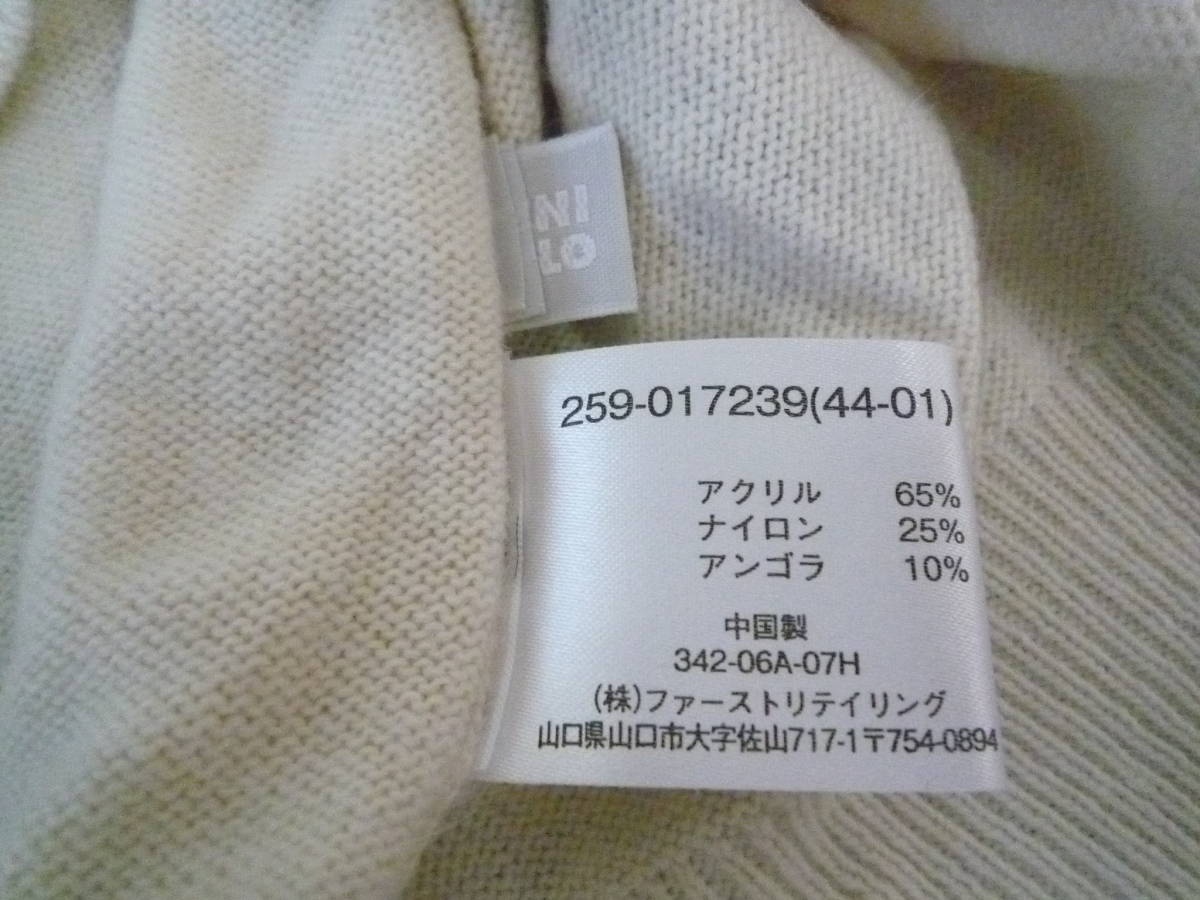 NI
LO
259-017239(44-01)
アクリル 65%
ナイロン 25%
アンゴラ 10%
中国製
342-06A-07H
(株)ファーストリテイリング
山口県山口市大字佐山717-1〒754-0894